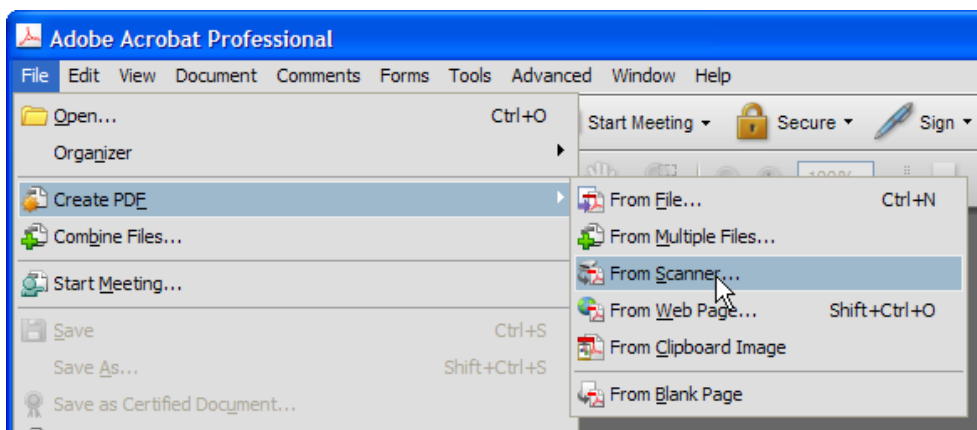 Adobe Acrobat Professional
File Edit View Document Comments Forms Tools Advanced Window Help
Open... Ctrl+O
Start Meeting Secure Sign
Organizer
Create PDF
From File... Ctrl+N
Combine Files...
From Multiple Files...
Start Meeting...
From Scanner...
From Web Page... Shift+Ctrl+O
Save Ctrl+S
From Clipboard Image
Save As... Shift+Ctrl+S
From Blank Page
Save as Certified Document...